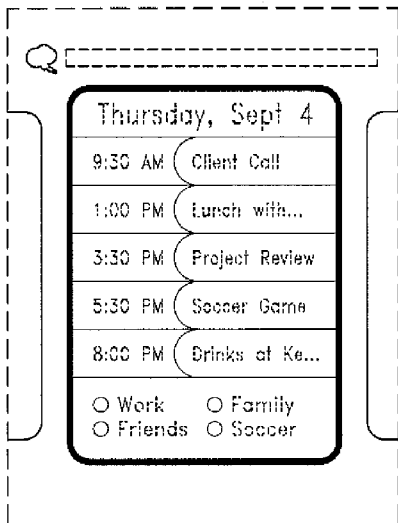 Thursday, Sept 4
9:30 AM Client Call
1:00 PM Lunch with...
3:30 PM Project Review
5:30 PM Soccer Game
8:00 PM Drinks at Ke...
Work Family
Friends Soccer